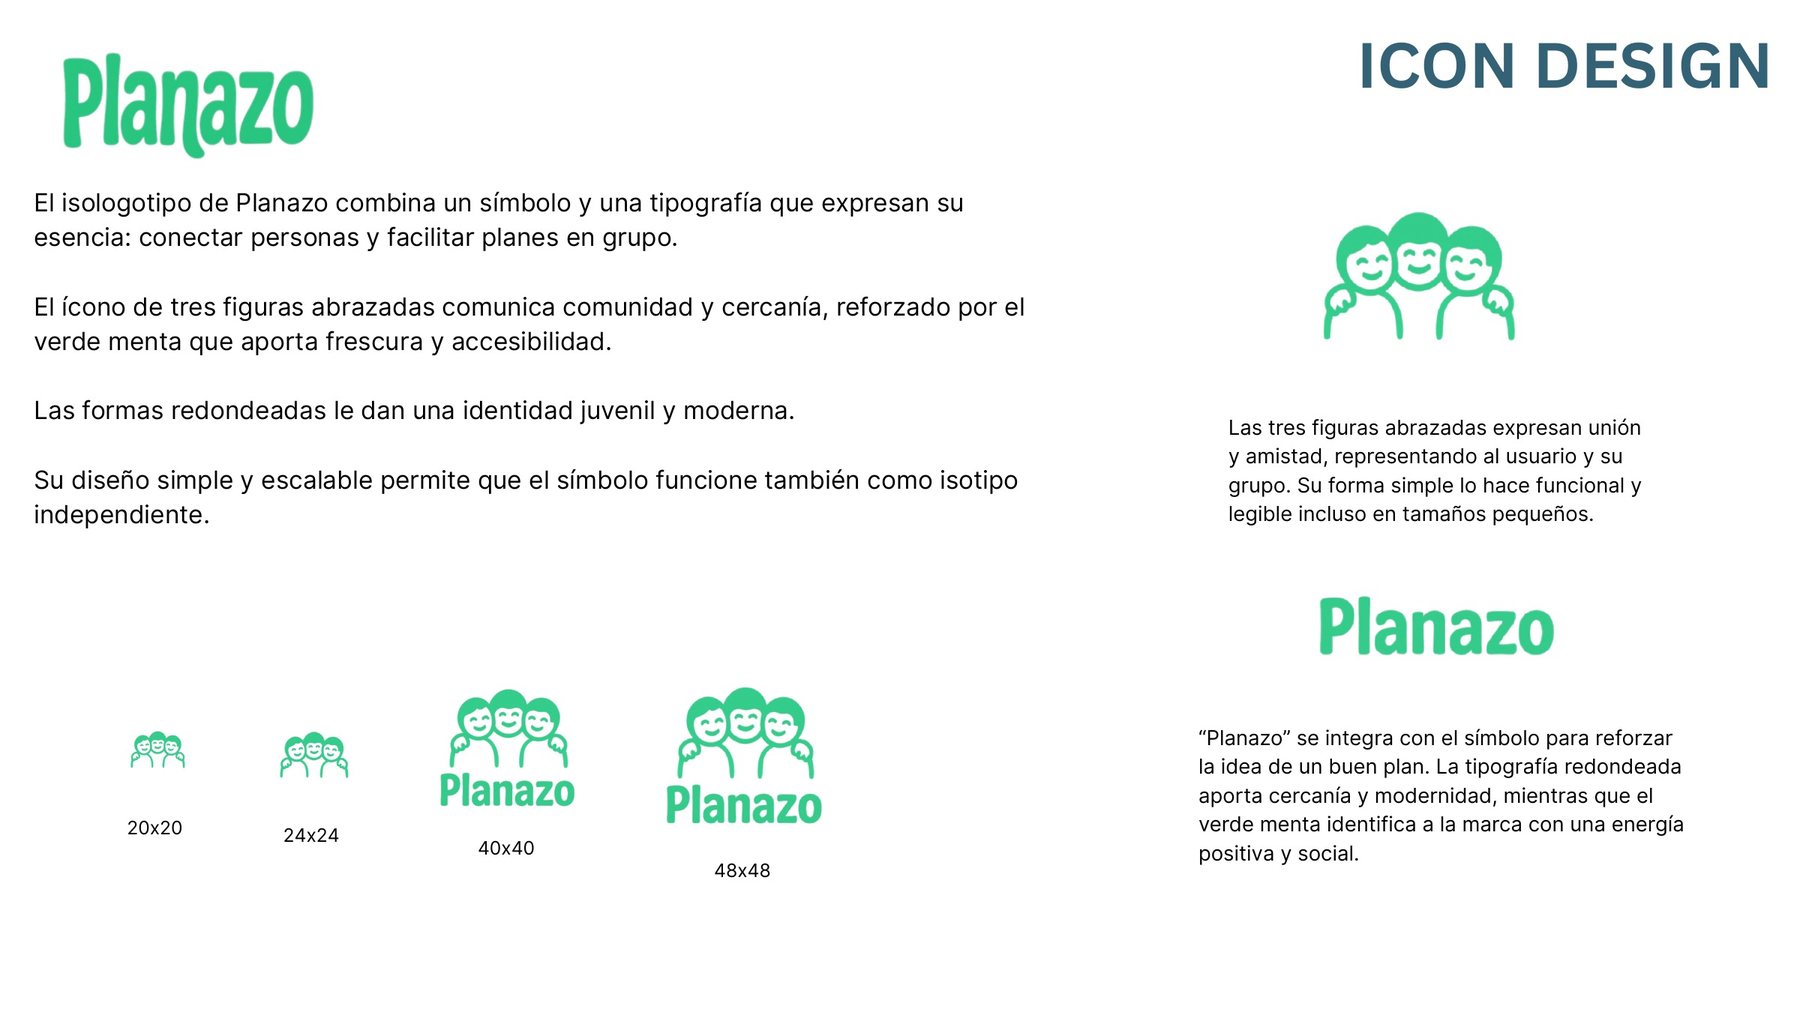 Planazo
ICON DESIGN
El isologotipo de Planazo combina un símbolo y una tipografía que expresan su
esencia: conectar personas y facilitar planes en grupo.
El ícono de tres figuras abrazadas comunica comunidad y cercanía, reforzado por el
verde menta que aporta frescura y accesibilidad.
Las formas redondeadas le dan una identidad juvenil y moderna.
Su diseño simple y escalable permite que el símbolo funcione también como isotipo
independiente.
Las tres figuras abrazadas expresan unión
y amistad, representando al usuario y su
grupo. Su forma simple lo hace funcional y
legible incluso en tamaños pequeños.
Planazo
“Planazo” se integra con el símbolo para reforzar
la idea de un buen plan. La tipografía redondeada
aporta cercanía y modernidad, mientras que el
verde menta identifica a la marca con una energía
positiva y social.
20x20
24x24
Planazo
40x40
Planazo
48x48